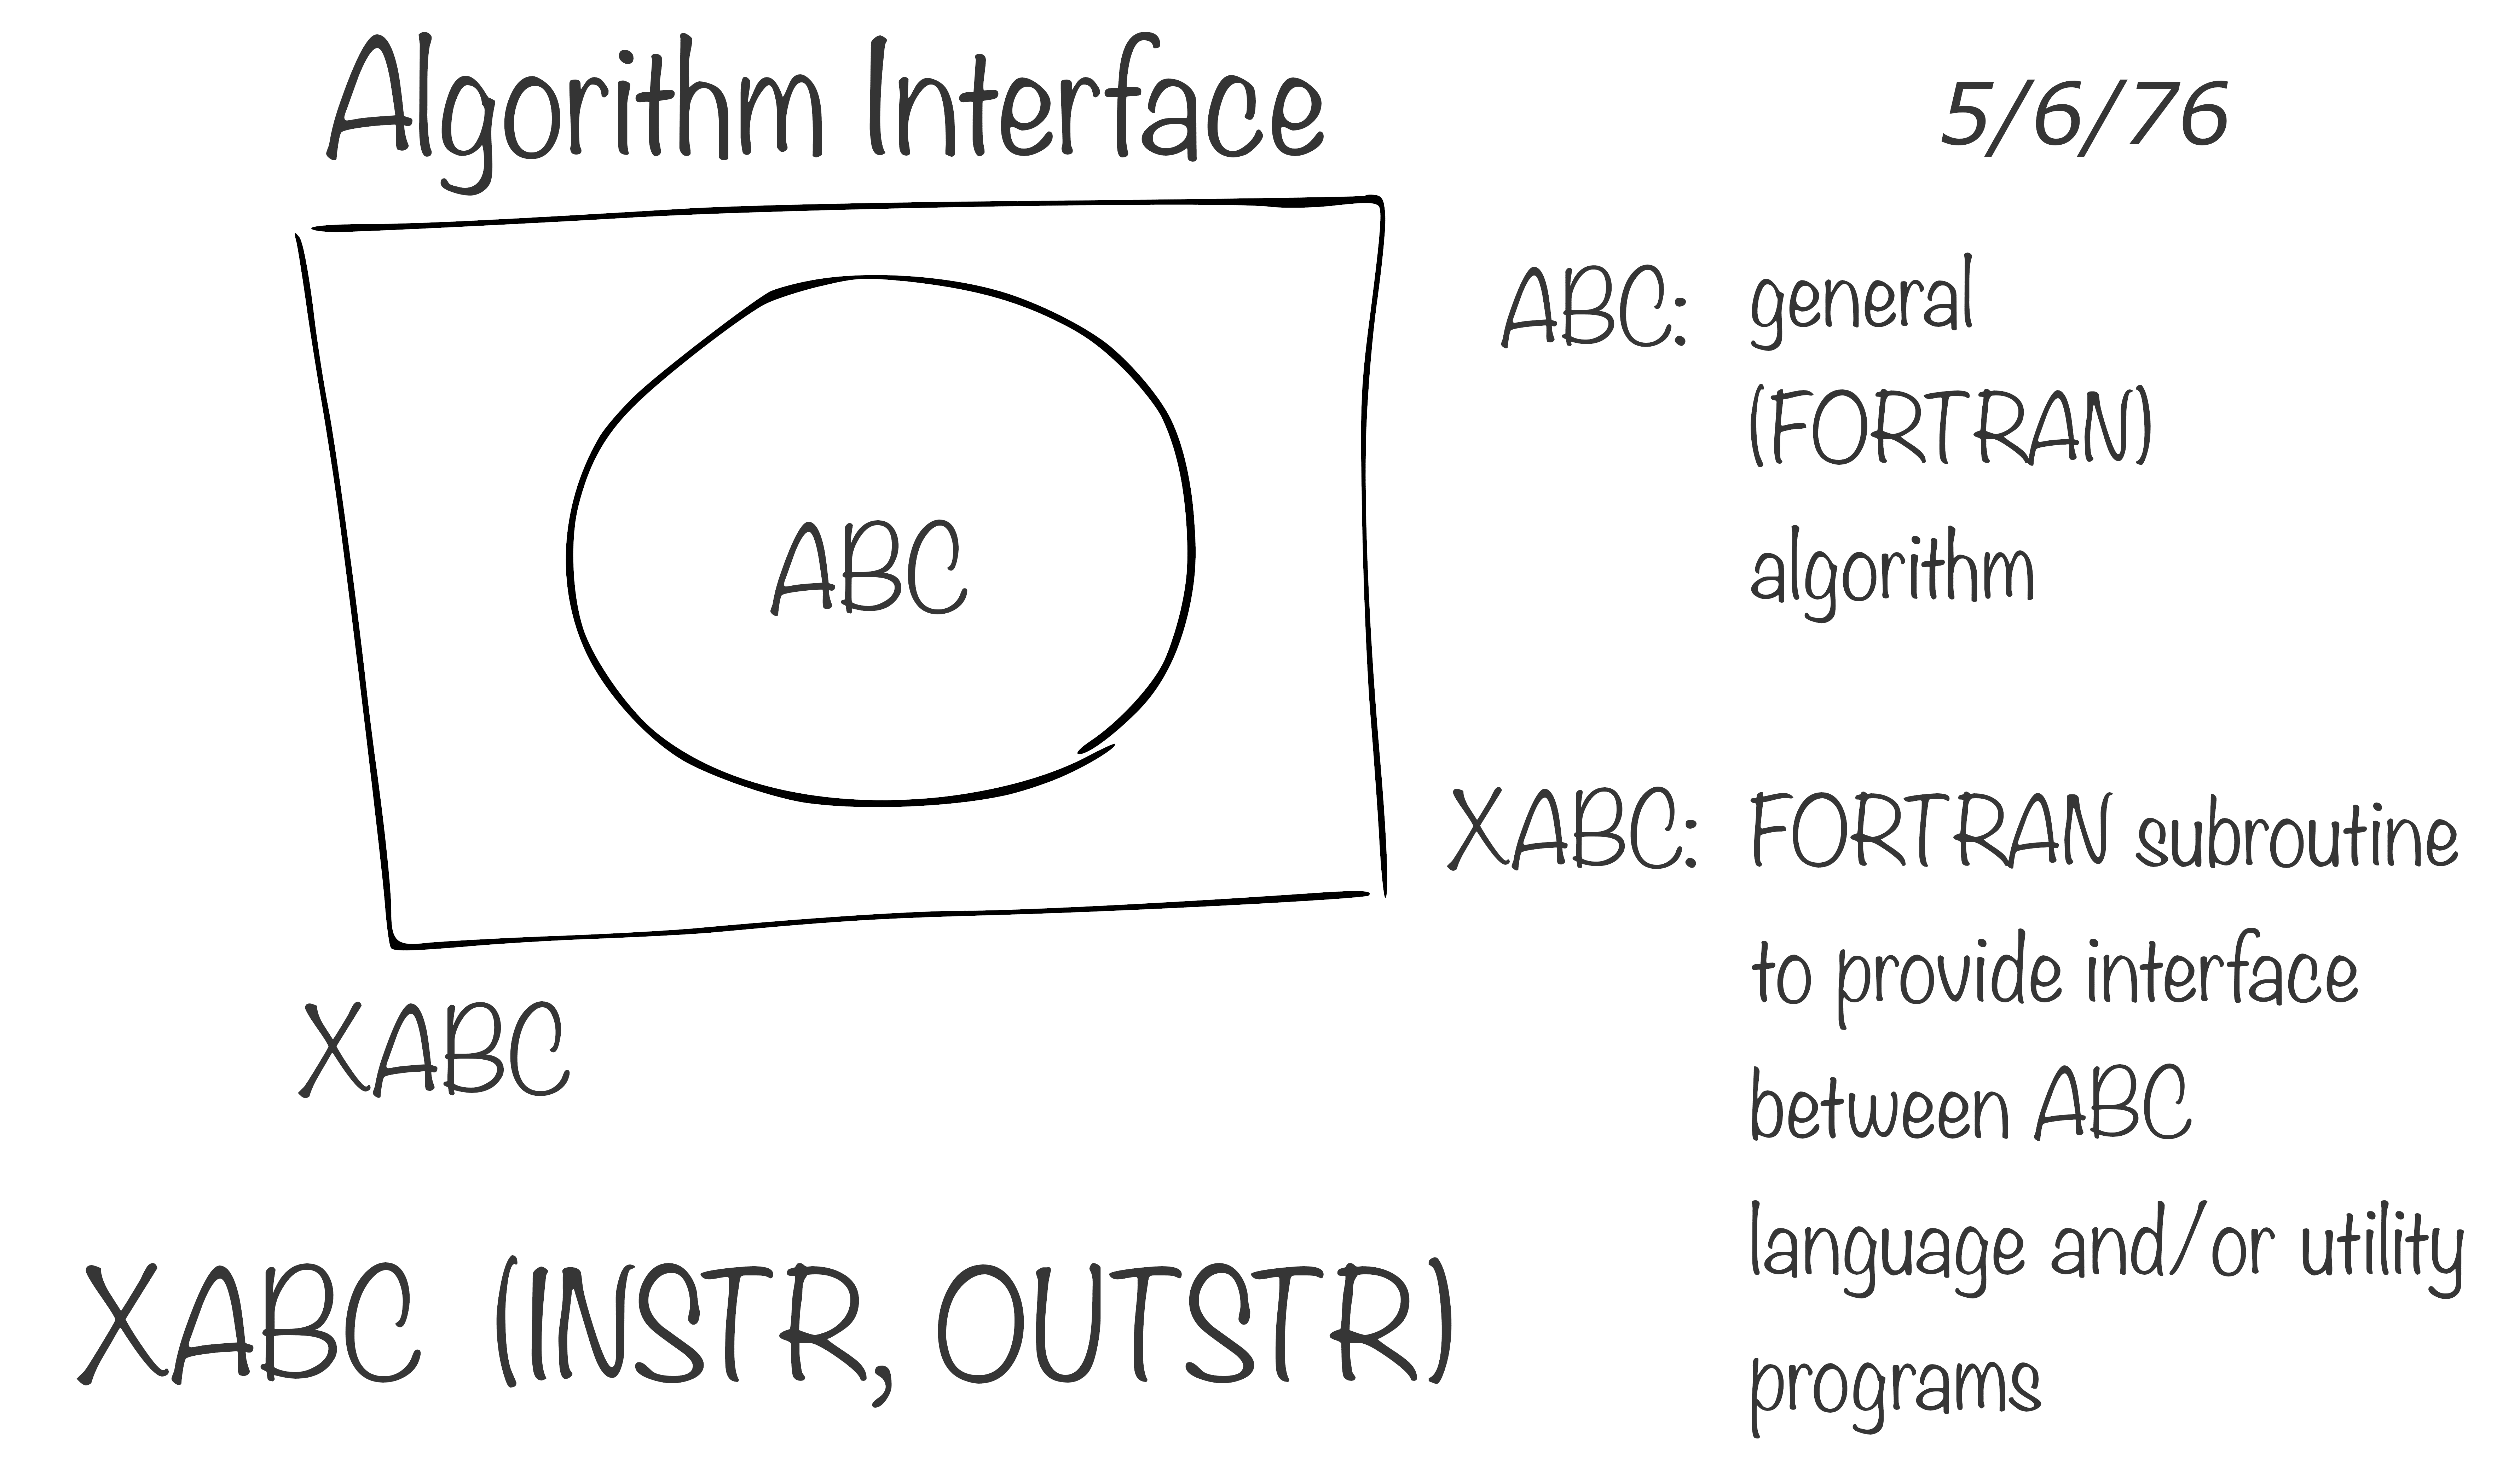 Algorithm Interface
5/6/76
ABC
XABC
XABC (INSTR, OUTSTR)
ABC: general
(FORTRAN)
algorithm
XABC: FORTRAN subroutine
to provide interface
between ABC
language and/or utility
programs